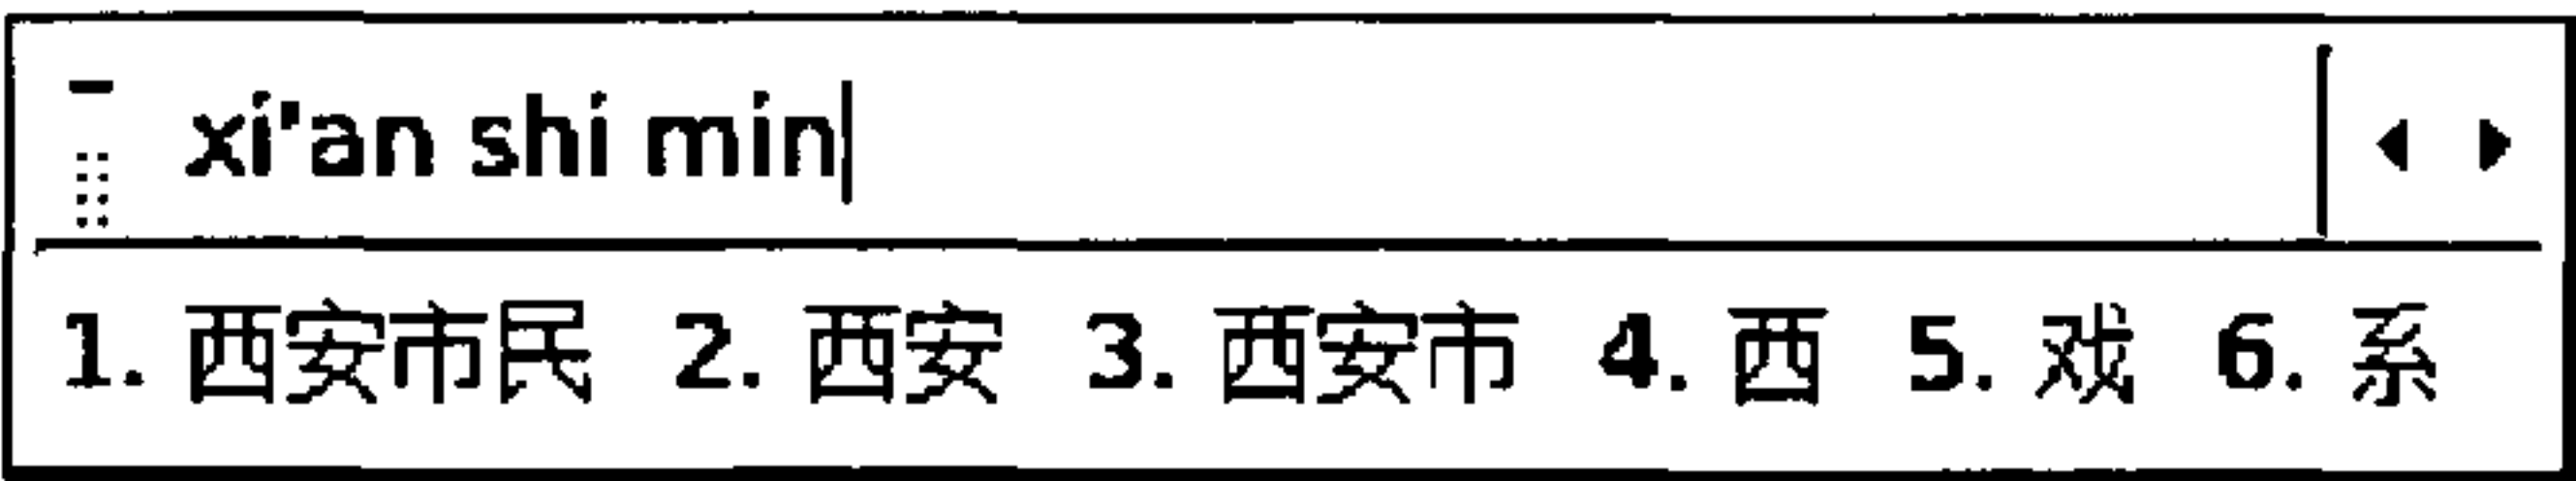 xi'an shi min
1. 西安市民 2. 西安 3. 西安市 4. 西 5. 戏 6. 系